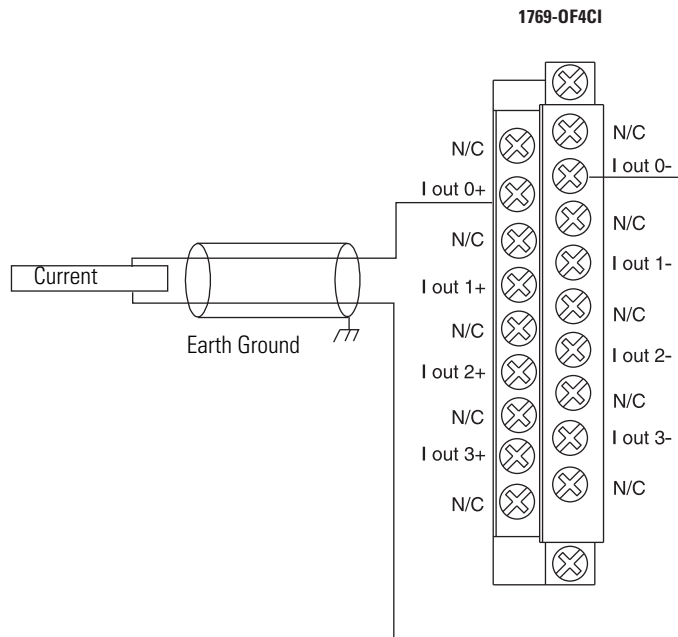 1769-OF4CI
N/C
I out 0+
N/C
I out 1+
N/C
I out 2+
N/C
I out 3+
N/C
N/C
I out 0-
N/C
I out 1-
N/C
I out 2-
N/C
I out 3-
N/C
Current
Earth Ground